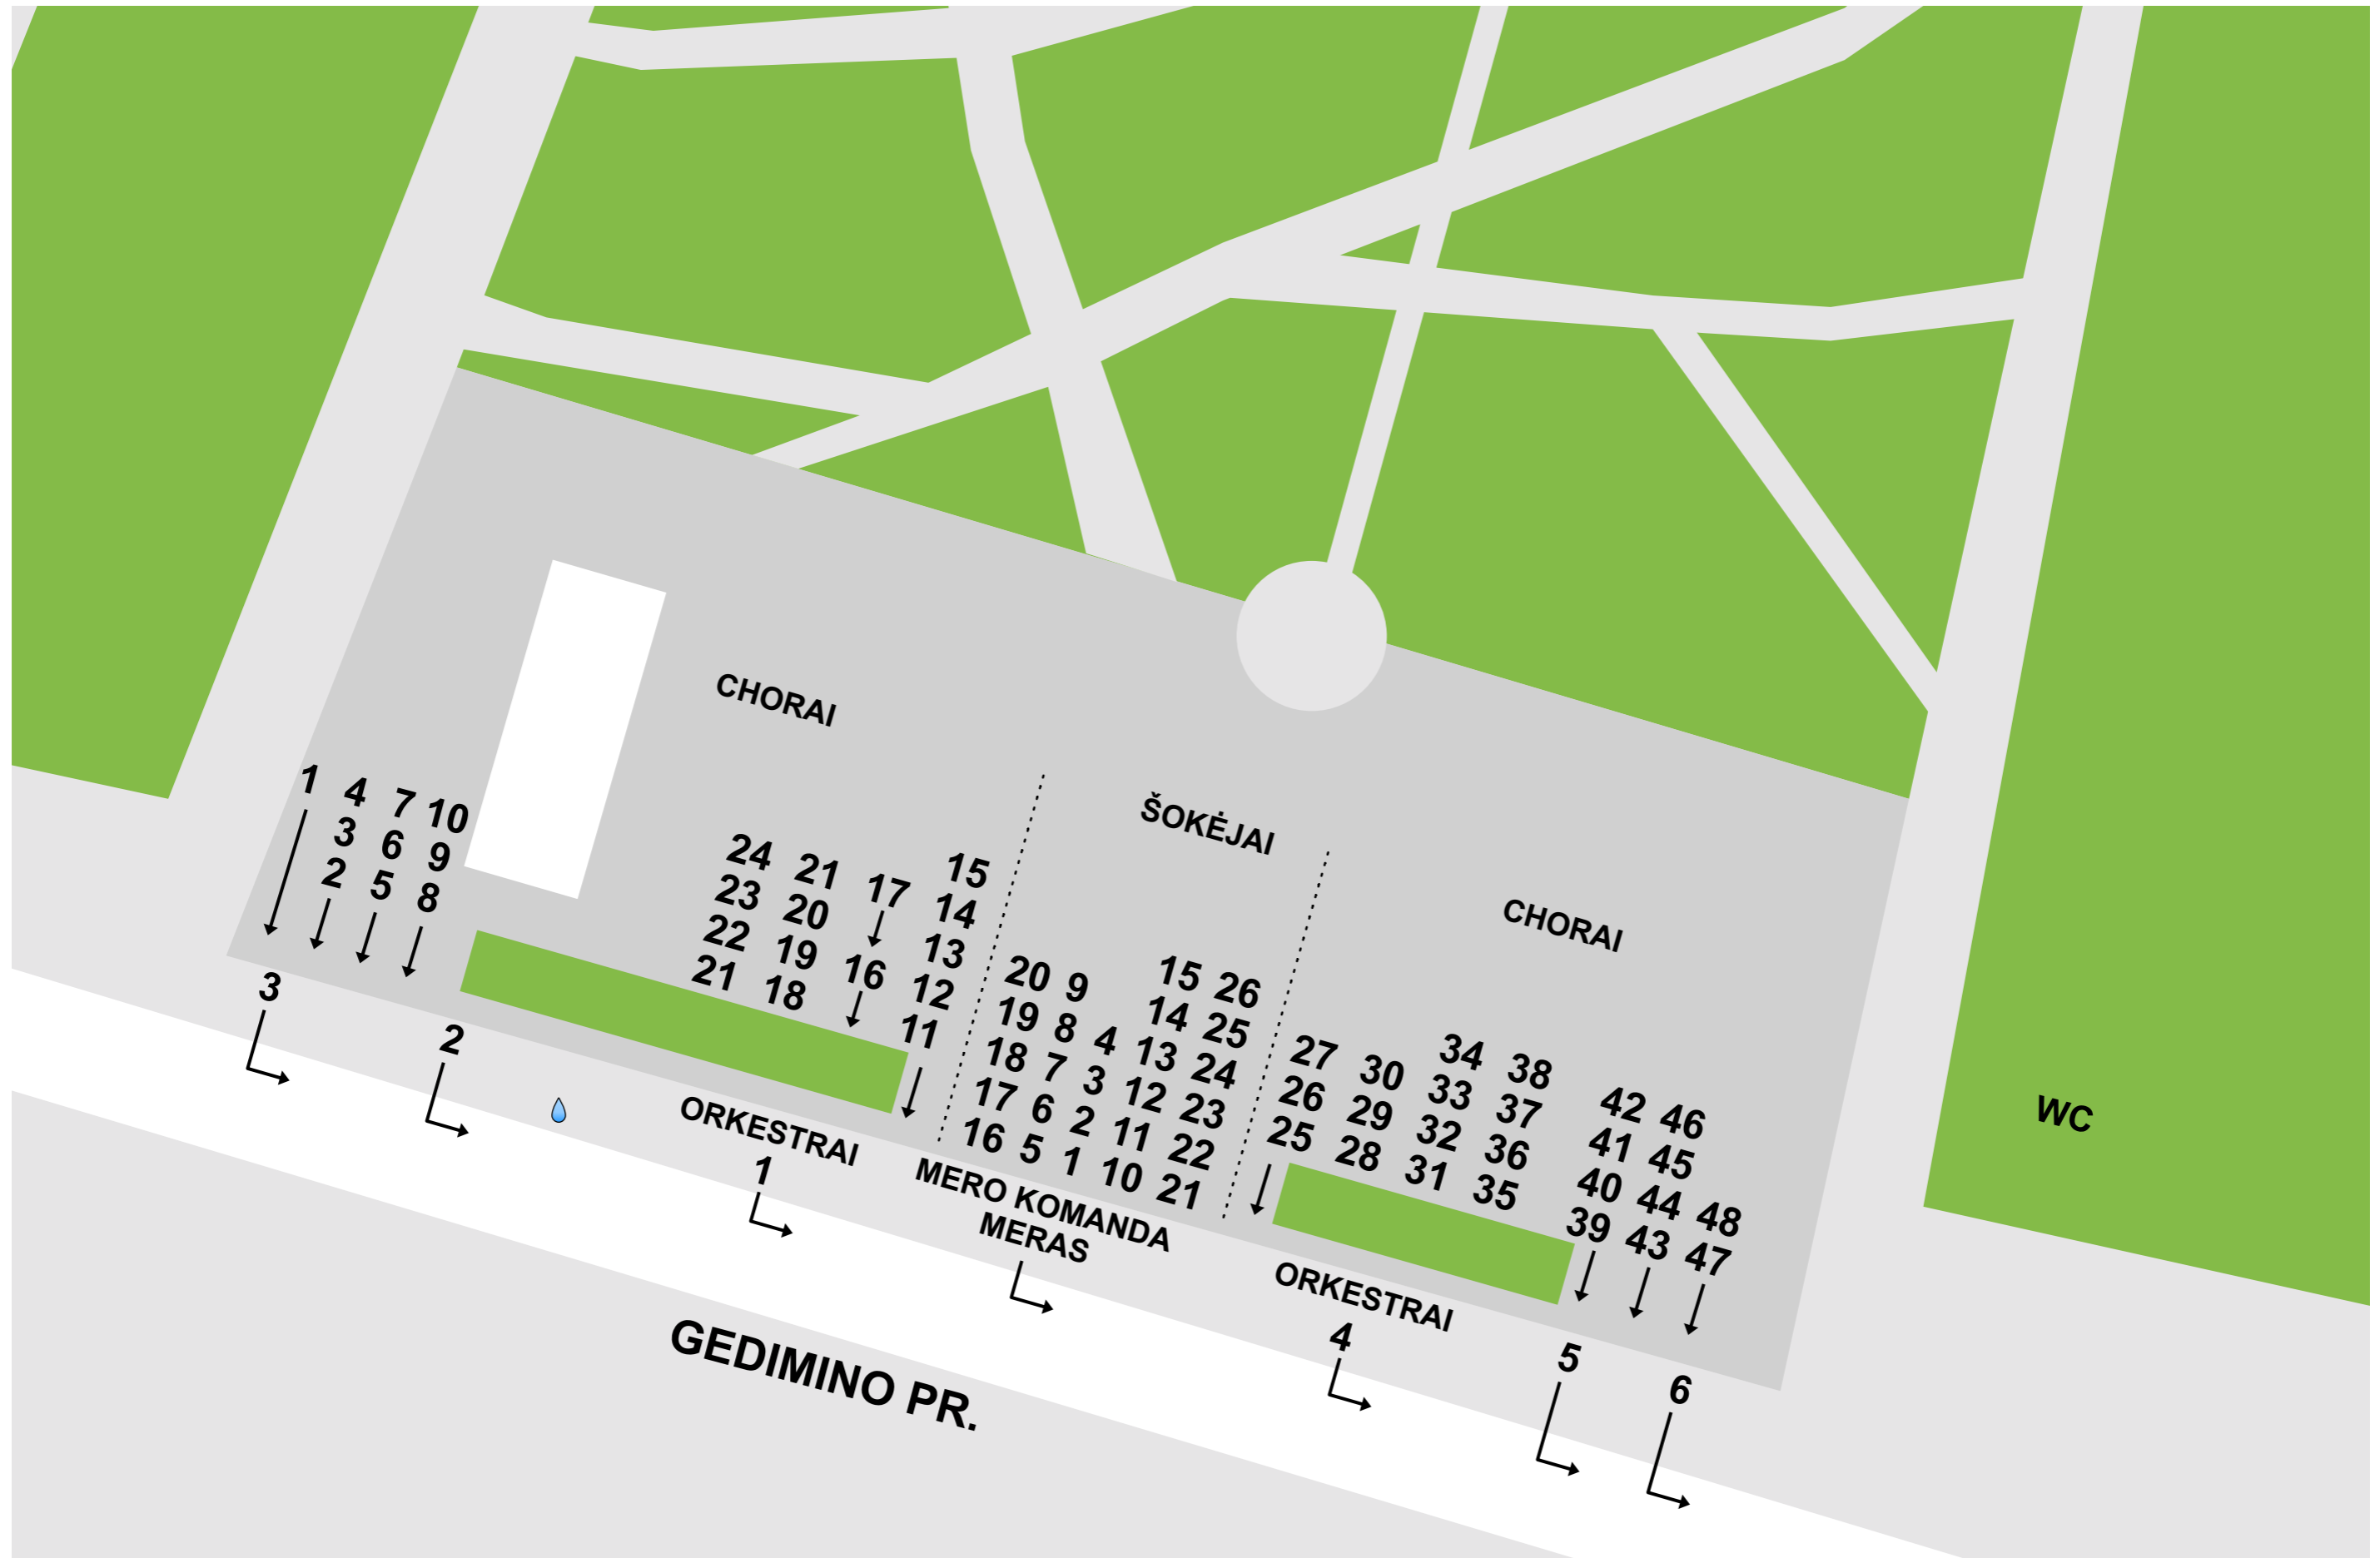 CHORAI
ŠOKĖJAI
CHORAI
1 4 7 10
3 6 9
2 5 8
24 21 17 15
23 20 14
22 19 16 13
21 18 12
11
20 9 15 26
19 8 4 14 25
18 7 3 13 24
17 6 2 12 23
16 5 1 11 22
10 21
27 30 34 38
26 29 33 37
25 28 32 36
31 35
42 46
41 45
40 44 48
39 43 47
3
2
ORKESTRAI
1
MERO KOMANDA
MERAS
ORKESTRAI
4
5
6
WC
GEDIMINO PR.